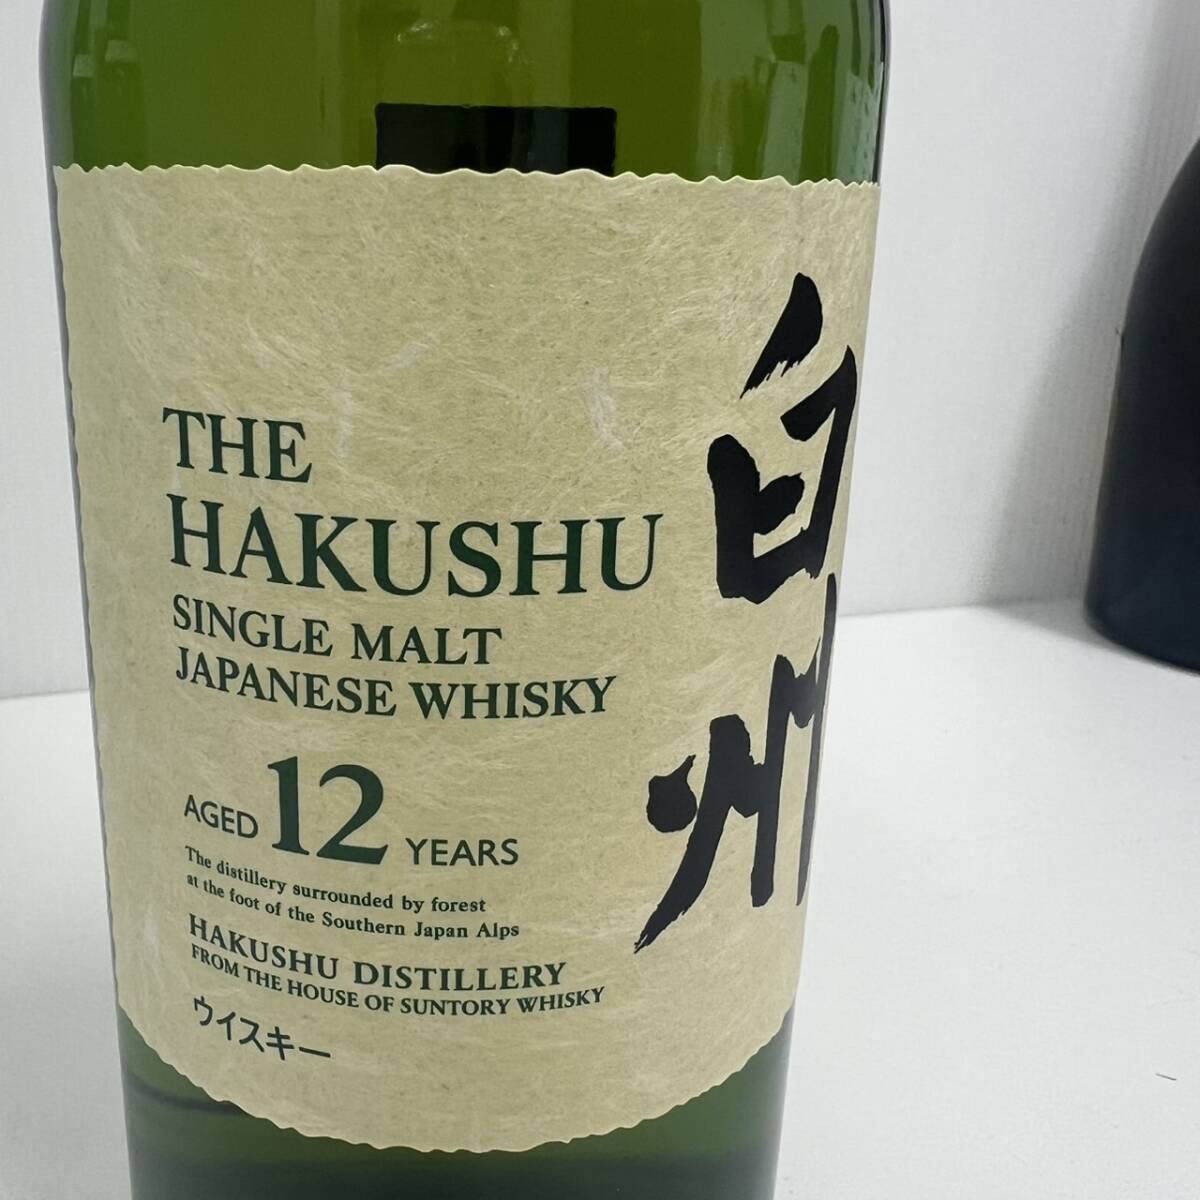 THE
HAKUSHU
SINGLE MALT
JAPANESE WHISKY
AGED 12 YEARS
The distillery surrounded by forest
at the foot of the Southern Japan Alps
HAKUSHU DISTILLERY
FROM THE HOUSE OF SUNTORY WHISKY
ウイスキー
白州